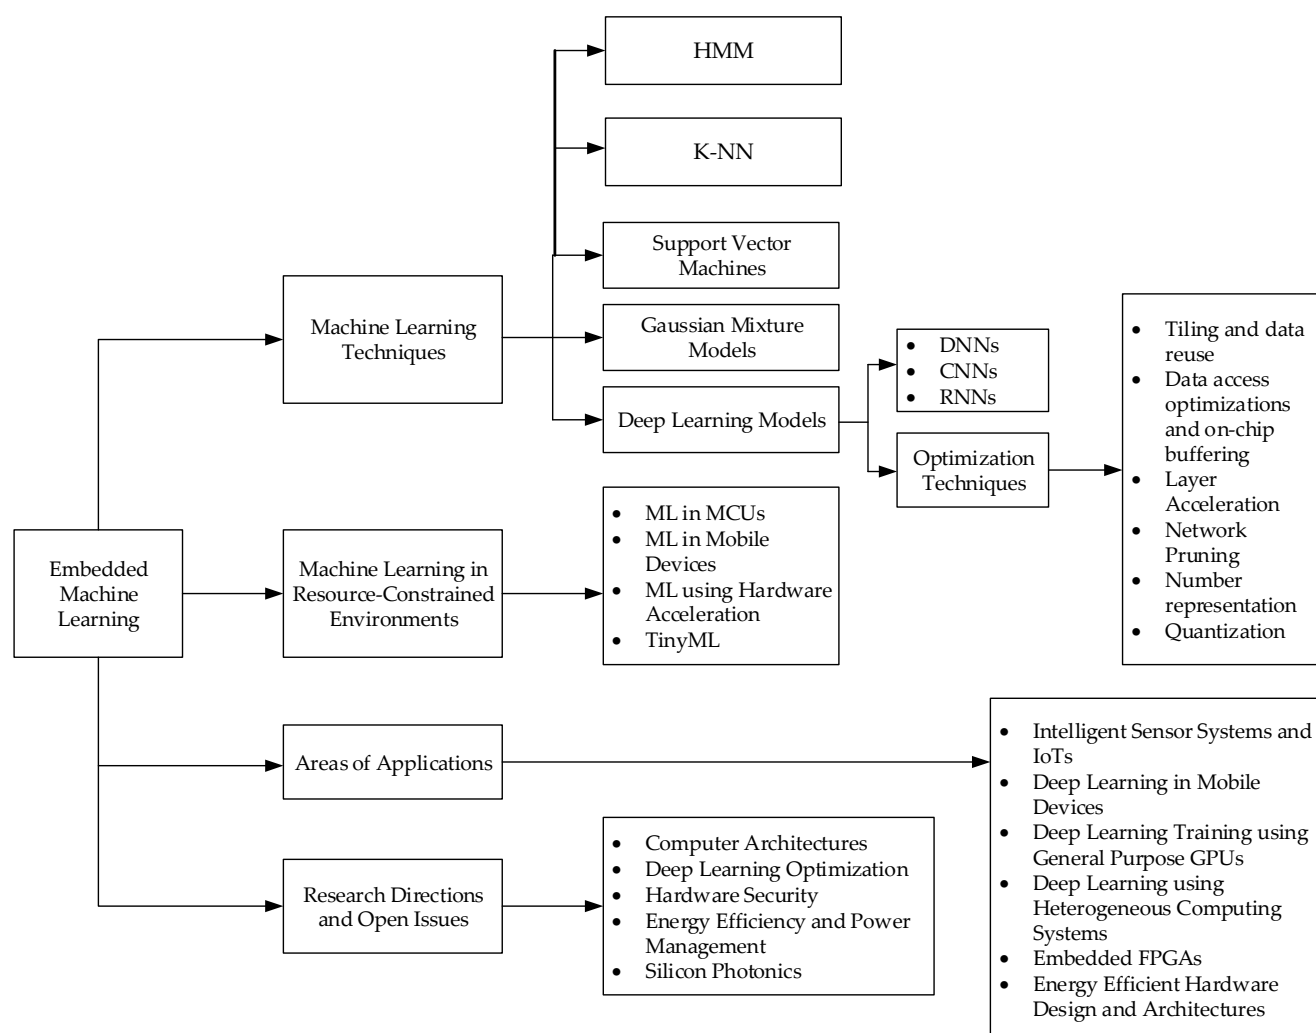 HMM
K-NN
Support Vector
Machines
Machine Learning
Techniques
Gaussian Mixture
Models
Deep Learning Models
• DNNs
• CNNs
• RNNs
Optimization
Techniques
• Tiling and data
reuse
• Data access
optimizations
and on-chip
buffering
• Layer
Acceleration
• Network
Pruning
• Number
representation
• Quantization
Embedded
Machine
Learning
Machine Learning in
Resource-Constrained
Environments
• ML in MCUs
• ML in Mobile
Devices
• ML using Hardware
Acceleration
• TinyML
Areas of Applications
• Intelligent Sensor Systems and
IoTs
• Deep Learning in Mobile
Devices
• Deep Learning Training using
General Purpose GPUs
• Deep Learning using
Heterogeneous Computing
Systems
• Embedded FPGAs
• Energy Efficient Hardware
Design and Architectures
Research Directions
and Open Issues
• Computer Architectures
• Deep Learning Optimization
• Hardware Security
• Energy Efficiency and Power
Management
• Silicon Photonics